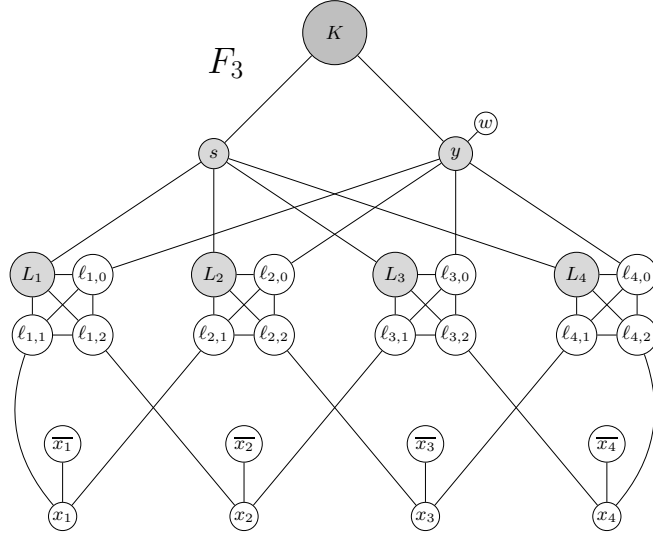 K
F₃
w
s y
L₁ ℓ₁,₀ L₂ ℓ₂,₀ L₃ ℓ₃,₀ L₄ ℓ₄,₀
ℓ₁,₁ ℓ₁,₂ ℓ₂,₁ ℓ₂,₂ ℓ₃,₁ ℓ₃,₂ ℓ₄,₁ ℓ₄,₂
x̅₁ x̅₂ x̅₃ x̅₄
x₁ x₂ x₃ x₄